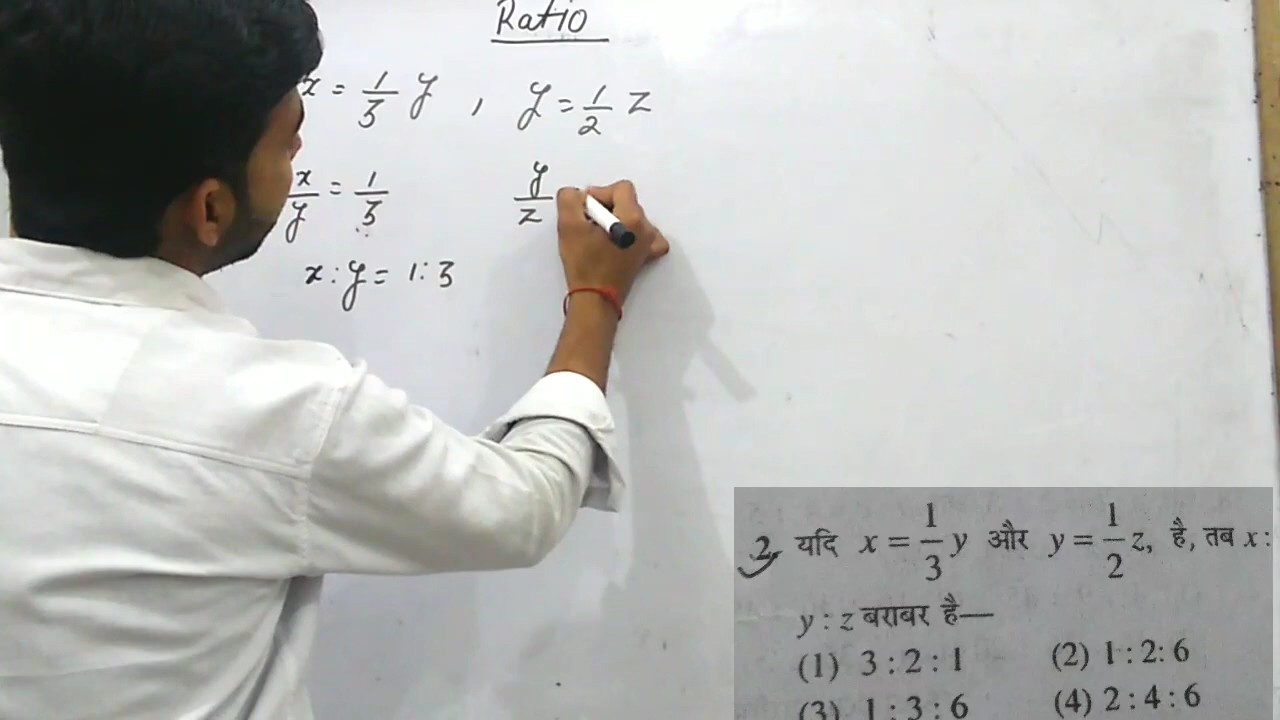 Ratio
x = 1/3 y , y = 1/2 z
x/y = 1/3
y/z
x : y = 1 : 3
2, यदि x = 1/3 y और y = 1/2 z, है, तब x :
y : z बराबर है—
(1) 3 : 2 : 1 (2) 1 : 2: 6
(3) 1 : 3 : 6 (4) 2 : 4 : 6